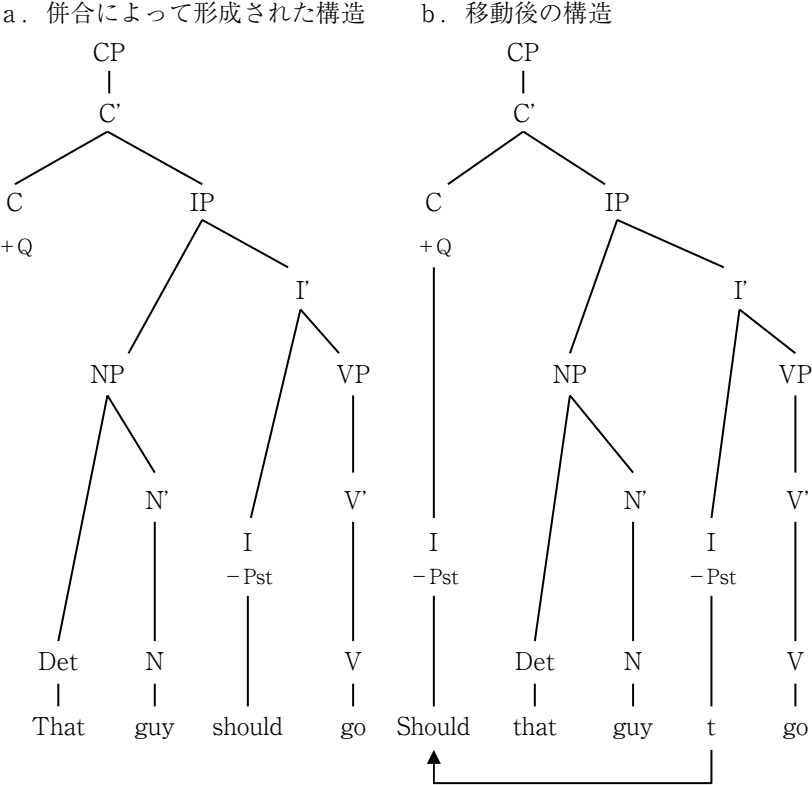 a. 併合によって形成された構造 b. 移動後の構造
CP CP
C' C'
C IP C IP
+Q +Q
I' I'
NP VP NP VP
N' V' N' V'
I I I
−Pst −Pst −Pst
Det N V Det N V
That guy should go Should that guy t go